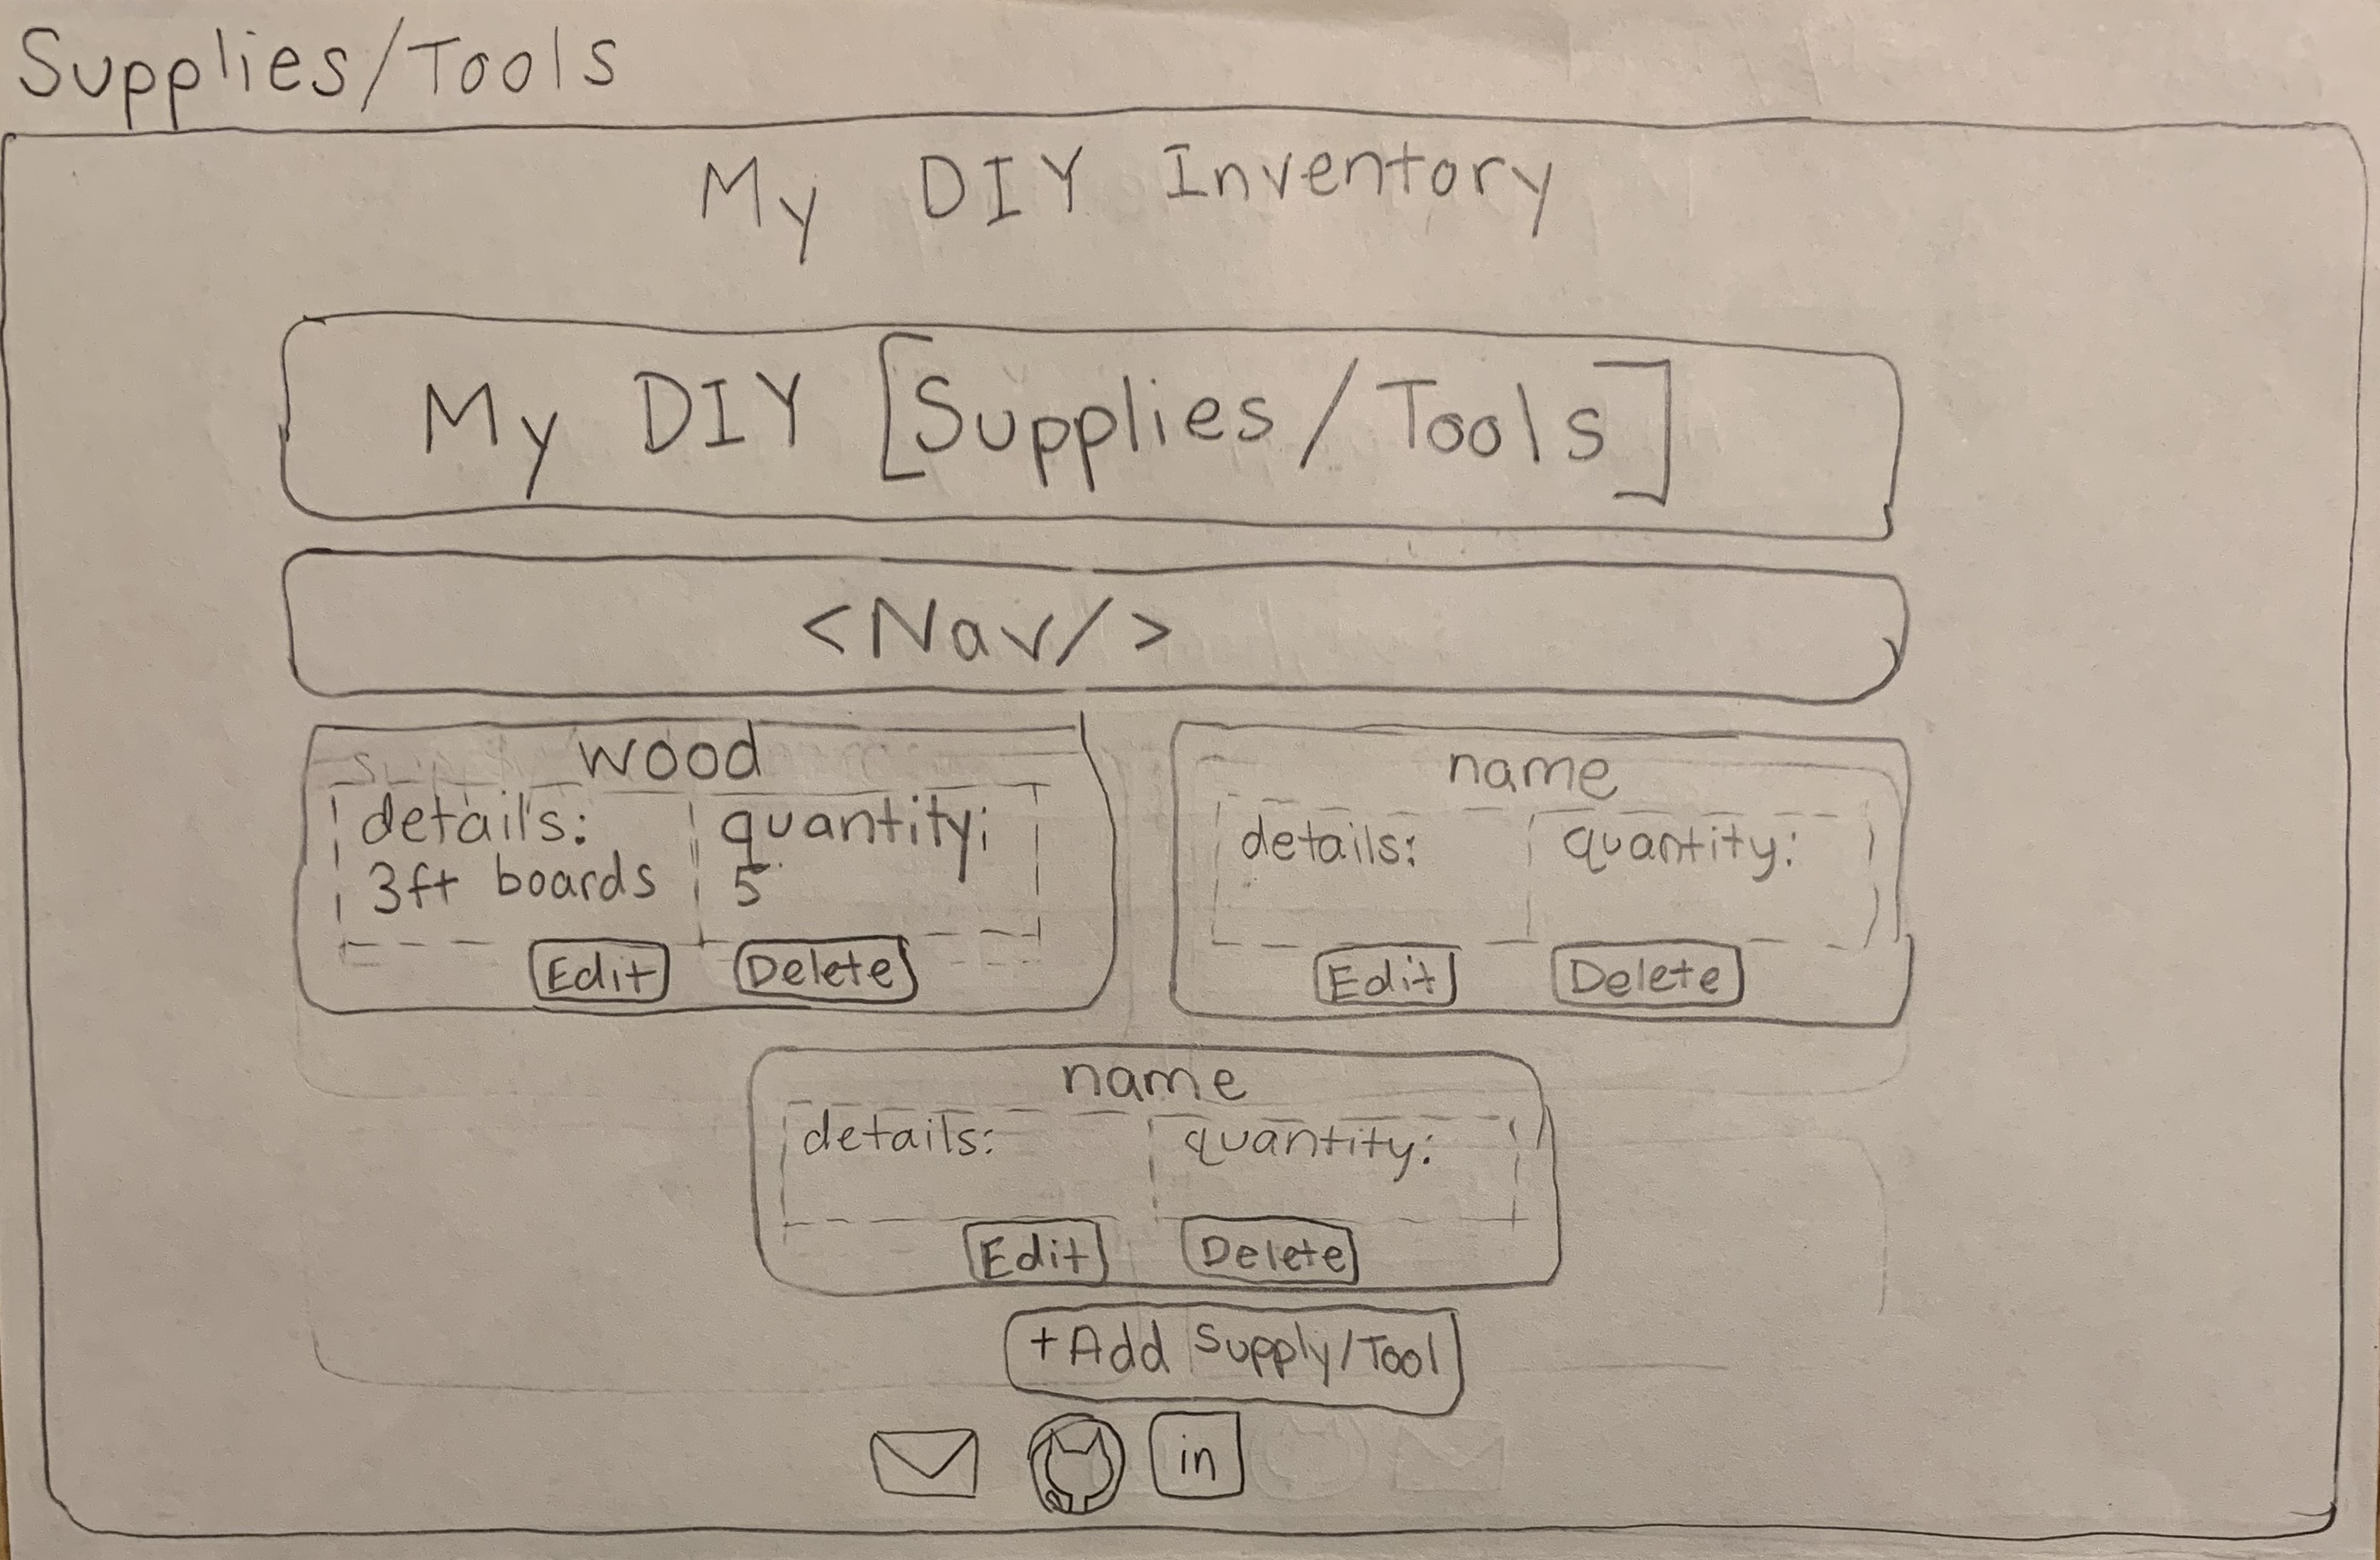 Supplies/Tools
My DIY Inventory
My DIY [Supplies/Tools]
<Nav/>
wood
details: quantity:
3ft boards 5
Edit Delete
name
details: quantity:
Edit Delete
name
details: quantity:
Edit Delete
+Add Supply/Tool
in